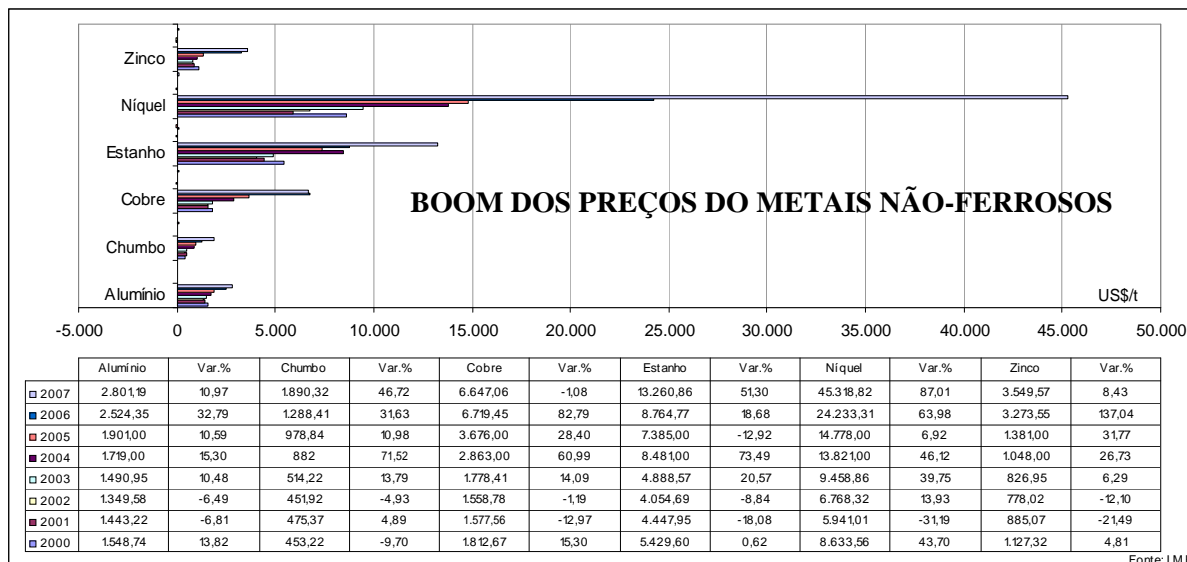 Zinco
Níquel
Estanho
Cobre
BOOM DOS PREÇOS DO METAIS NÃO-FERROSOS
Chumbo
Alumínio
US$/t
-5.000 0 5.000 10.000 15.000 20.000 25.000 30.000 35.000 40.000 45.000 50.000
Alumínio Var.% Chumbo Var.% Cobre Var.% Estanho Var.% Níquel Var.% Zinco Var.%
2007 2.801,19 10,97 1.890,32 46,72 6.647,06 -1,08 13.260,86 51,30 45.318,82 87,01 3.549,57 8,43
2006 2.524,35 32,79 1.288,41 31,63 6.719,45 82,79 8.764,77 18,68 24.233,31 63,98 3.273,55 137,04
2005 1.901,00 10,59 978,84 10,98 3.676,00 28,40 7.385,00 -12,92 14.778,00 6,92 1.381,00 31,77
2004 1.719,00 15,30 882 71,52 2.863,00 60,99 8.481,00 73,49 13.821,00 46,12 1.048,00 26,73
2003 1.490,95 10,48 514,22 13,79 1.778,41 14,09 4.888,57 20,57 9.458,86 39,75 826,95 6,29
2002 1.349,58 -6,49 451,92 -4,93 1.558,78 -1,19 4.054,69 -8,84 6.768,32 13,93 778,02 -12,10
2001 1.443,22 -6,81 475,37 4,89 1.577,56 -12,97 4.447,95 -18,08 5.941,01 -31,19 885,07 -21,49
2000 1.548,74 13,82 453,22 -9,70 1.812,67 15,30 5.429,60 0,62 8.633,56 43,70 1.127,32 4,81
Fonte: